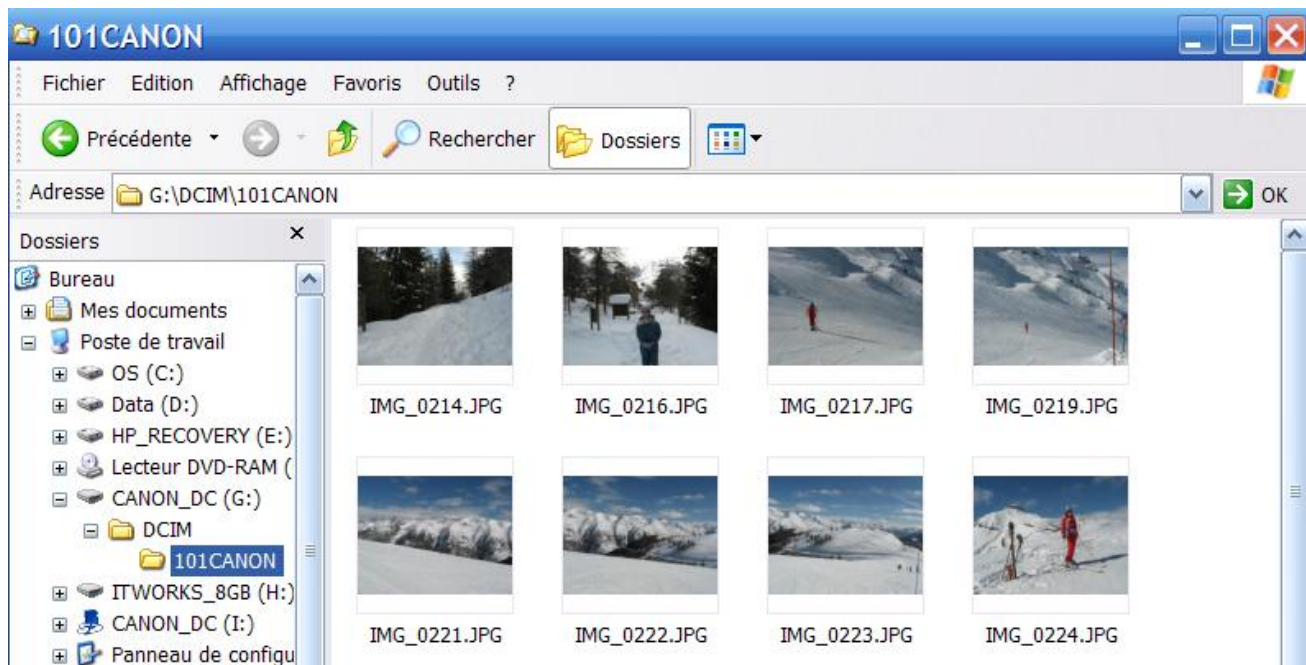 101CANON
Fichier Edition Affichage Favoris Outils ?
Précédente Rechercher Dossiers
Adresse G:\DCIM\101CANON OK
Dossiers
Bureau
Mes documents
Poste de travail
OS (C:)
Data (D:)
HP_RECOVERY (E:)
Lecteur DVD-RAM (
CANON_DC (G:)
DCIM
101CANON
ITWORKS_8GB (H:)
CANON_DC (I:)
Panneau de configu
IMG_0214.JPG IMG_0216.JPG IMG_0217.JPG IMG_0219.JPG
IMG_0221.JPG IMG_0222.JPG IMG_0223.JPG IMG_0224.JPG